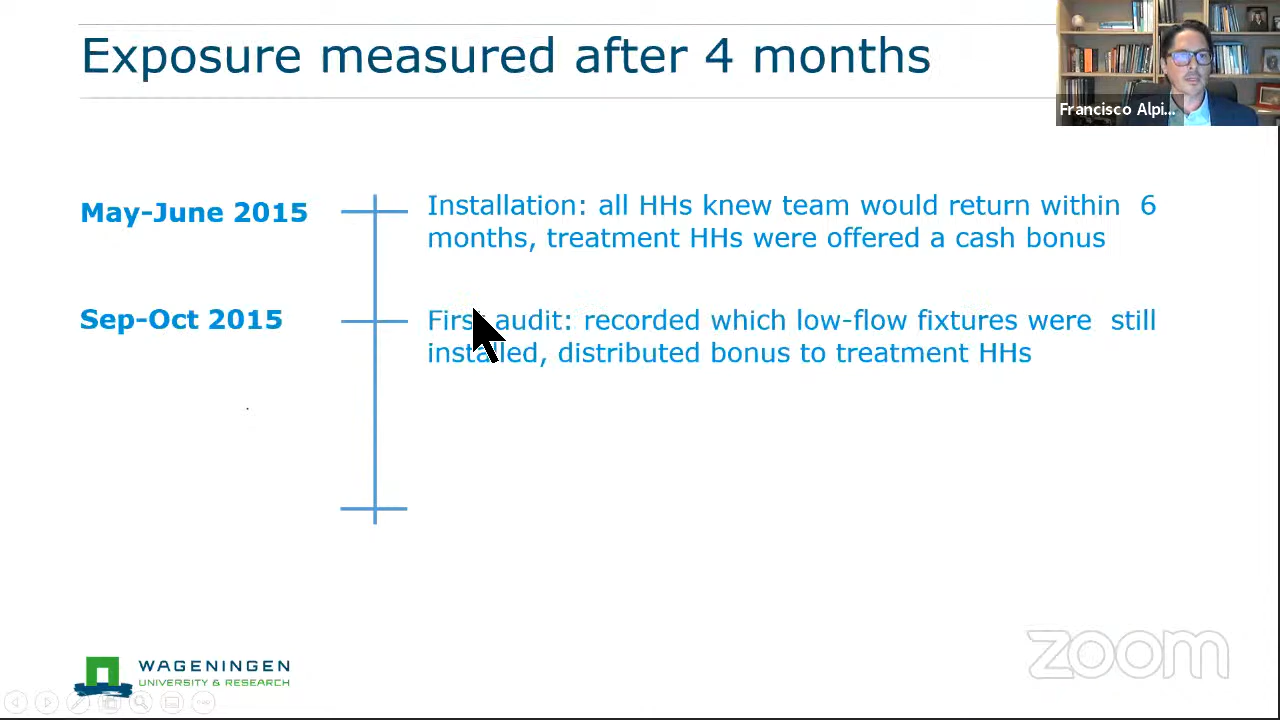 Exposure measured after 4 months
Francisco Alpi...
May-June 2015
Installation: all HHs knew team would return within 6
months, treatment HHs were offered a cash bonus
Sep-Oct 2015
First audit: recorded which low-flow fixtures were still
installed, distributed bonus to treatment HHs
WAGENINGEN
UNIVERSITY & RESEARCH
zoom